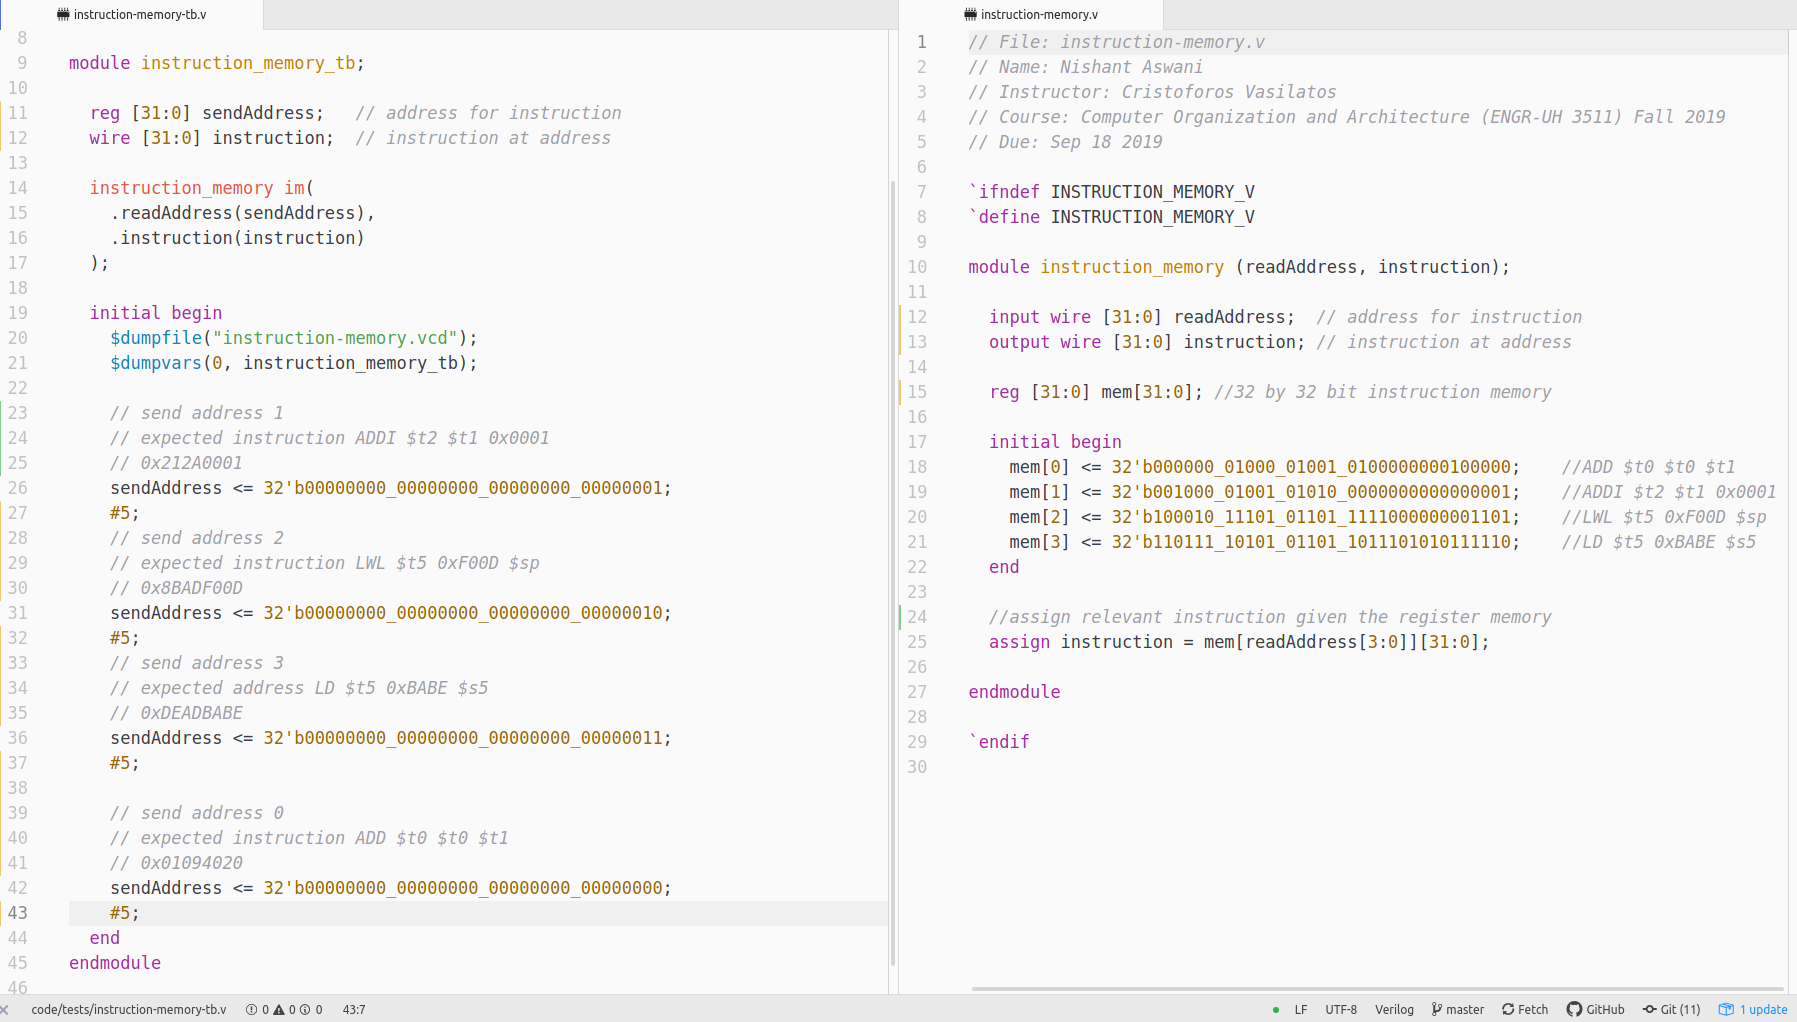 instruction-memory-tb.v
8
9 module instruction_memory_tb;
10
11 reg [31:0] sendAddress; // address for instruction
12 wire [31:0] instruction; // instruction at address
13
14 instruction_memory im(
15 .readAddress(sendAddress),
16 .instruction(instruction)
17 );
18
19 initial begin
20 $dumpfile("instruction-memory.vcd");
21 $dumpvars(0, instruction_memory_tb);
22
23 // send address 1
24 // expected instruction ADDI $t2 $t1 0x0001
25 // 0x212A0001
26 sendAddress <= 32'b00000000_00000000_00000000_00000001;
27 #5;
28 // send address 2
29 // expected instruction LWL $t5 0xF00D $sp
30 // 0x8BADF00D
31 sendAddress <= 32'b00000000_00000000_00000000_00000010;
32 #5;
33 // send address 3
34 // expected address LD $t5 0xBABE $s5
35 // 0xDEADBABE
36 sendAddress <= 32'b00000000_00000000_00000000_00000011;
37 #5;
38
39 // send address 0
40 // expected instruction ADD $t0 $t0 $t1
41 // 0x01094020
42 sendAddress <= 32'b00000000_00000000_00000000_00000000;
43 #5;
44 end
45 endmodule
46
instruction-memory.v
1 // File: instruction-memory.v
2 // Name: Nishant Aswani
3 // Instructor: Cristoforos Vasilatos
4 // Course: Computer Organization and Architecture (ENGR-UH 3511) Fall 2019
5 // Due: Sep 18 2019
6
7 `ifndef INSTRUCTION_MEMORY_V
8 `define INSTRUCTION_MEMORY_V
9
10 module instruction_memory (readAddress, instruction);
11
12 input wire [31:0] readAddress; // address for instruction
13 output wire [31:0] instruction; // instruction at address
14
15 reg [31:0] mem[31:0]; //32 by 32 bit instruction memory
16
17 initial begin
18 mem[0] <= 32'b000000_01000_01001_0100000000100000; //ADD $t0 $t0 $t1
19 mem[1] <= 32'b001000_01001_01010_0000000000000001; //ADDI $t2 $t1 0x0001
20 mem[2] <= 32'b100010_11101_01101_1111000000001101; //LWL $t5 0xF00D $sp
21 mem[3] <= 32'b110111_10101_01101_1011101010111110; //LD $t5 0xBABE $s5
22 end
23
24 //assign relevant instruction given the register memory
25 assign instruction = mem[readAddress[3:0]][31:0];
26
27 endmodule
28
29 `endif
30
code/tests/instruction-memory-tb.v 0 0 0 43:7 LF UTF-8 Verilog master Fetch GitHub Git (11) 1 update